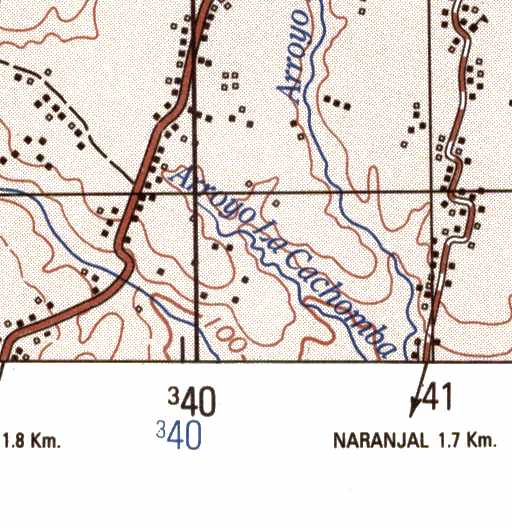 Arroyo
Arroyo La Cachomba
100
³40
41
³40
1.8 Km.
NARANJAL 1.7 Km.